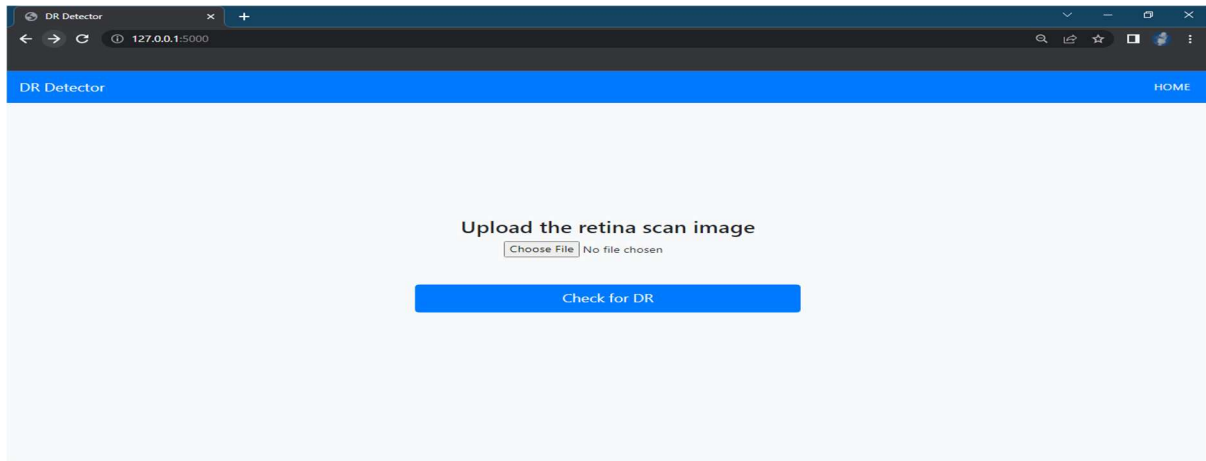 DR Detector
127.0.0.1:5000
DR Detector HOME
Upload the retina scan image
Choose File No file chosen
Check for DR